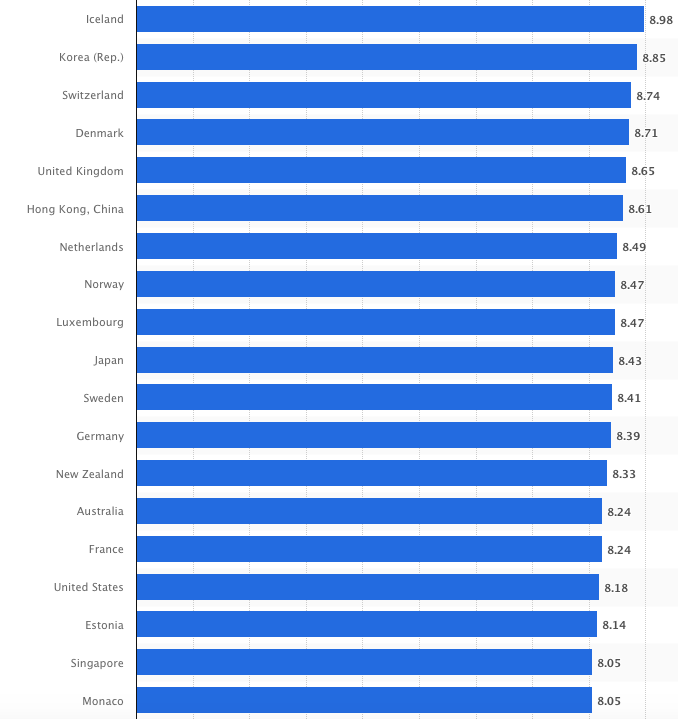 Iceland 8.98
Korea (Rep.) 8.85
Switzerland 8.74
Denmark 8.71
United Kingdom 8.65
Hong Kong, China 8.61
Netherlands 8.49
Norway 8.47
Luxembourg 8.47
Japan 8.43
Sweden 8.41
Germany 8.39
New Zealand 8.33
Australia 8.24
France 8.24
United States 8.18
Estonia 8.14
Singapore 8.05
Monaco 8.05